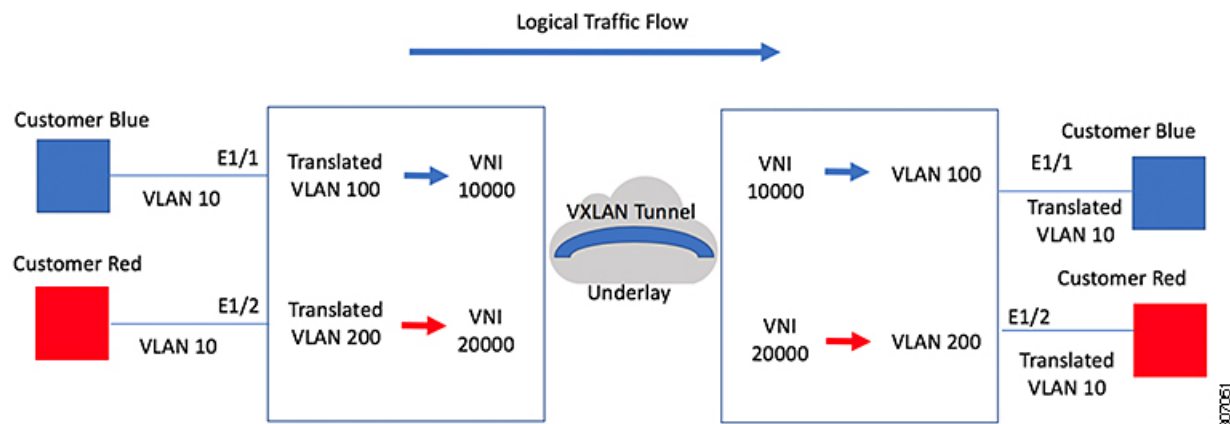 Logical Traffic Flow
Customer Blue
E1/1
VLAN 10
Translated
VLAN 100
VNI
10000
Customer Red
E1/2
VLAN 10
Translated
VLAN 200
VNI
20000
VXLAN Tunnel
Underlay
VNI
10000
VLAN 100
Customer Blue
E1/1
Translated
VLAN 10
VNI
20000
VLAN 200
Customer Red
E1/2
Translated
VLAN 10